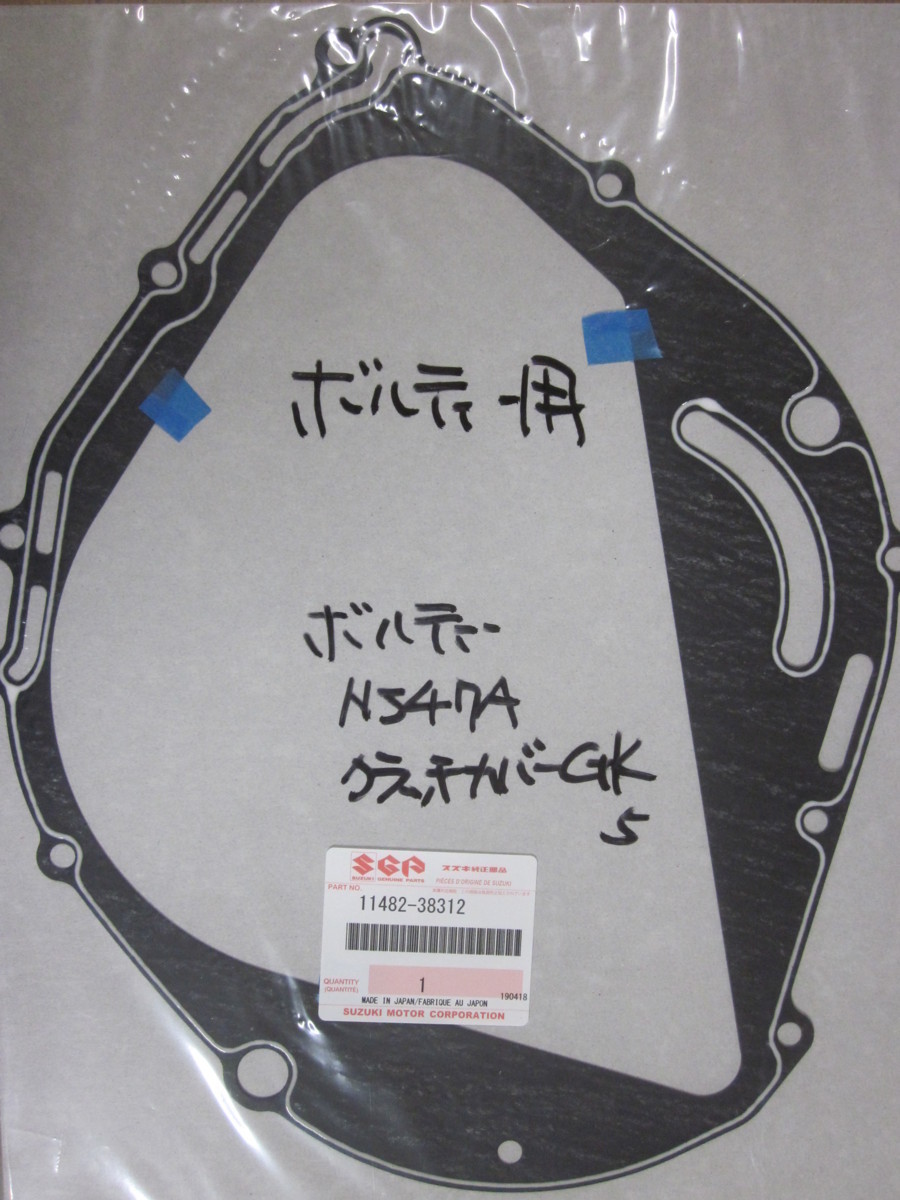 ボルティー用
ボルティー
NJ47A
クラッチカバーGK
5
SGP スズキ純正部品
SUZUKI GENUINE PARTS PIECES D'ORIGINE DE SUZUKI
PART NO.
11482-38312
QUANTITY
(QUANTITE)
1
190418
MADE IN JAPAN/FABRIQUE AU JAPON
SUZUKI MOTOR CORPORATION